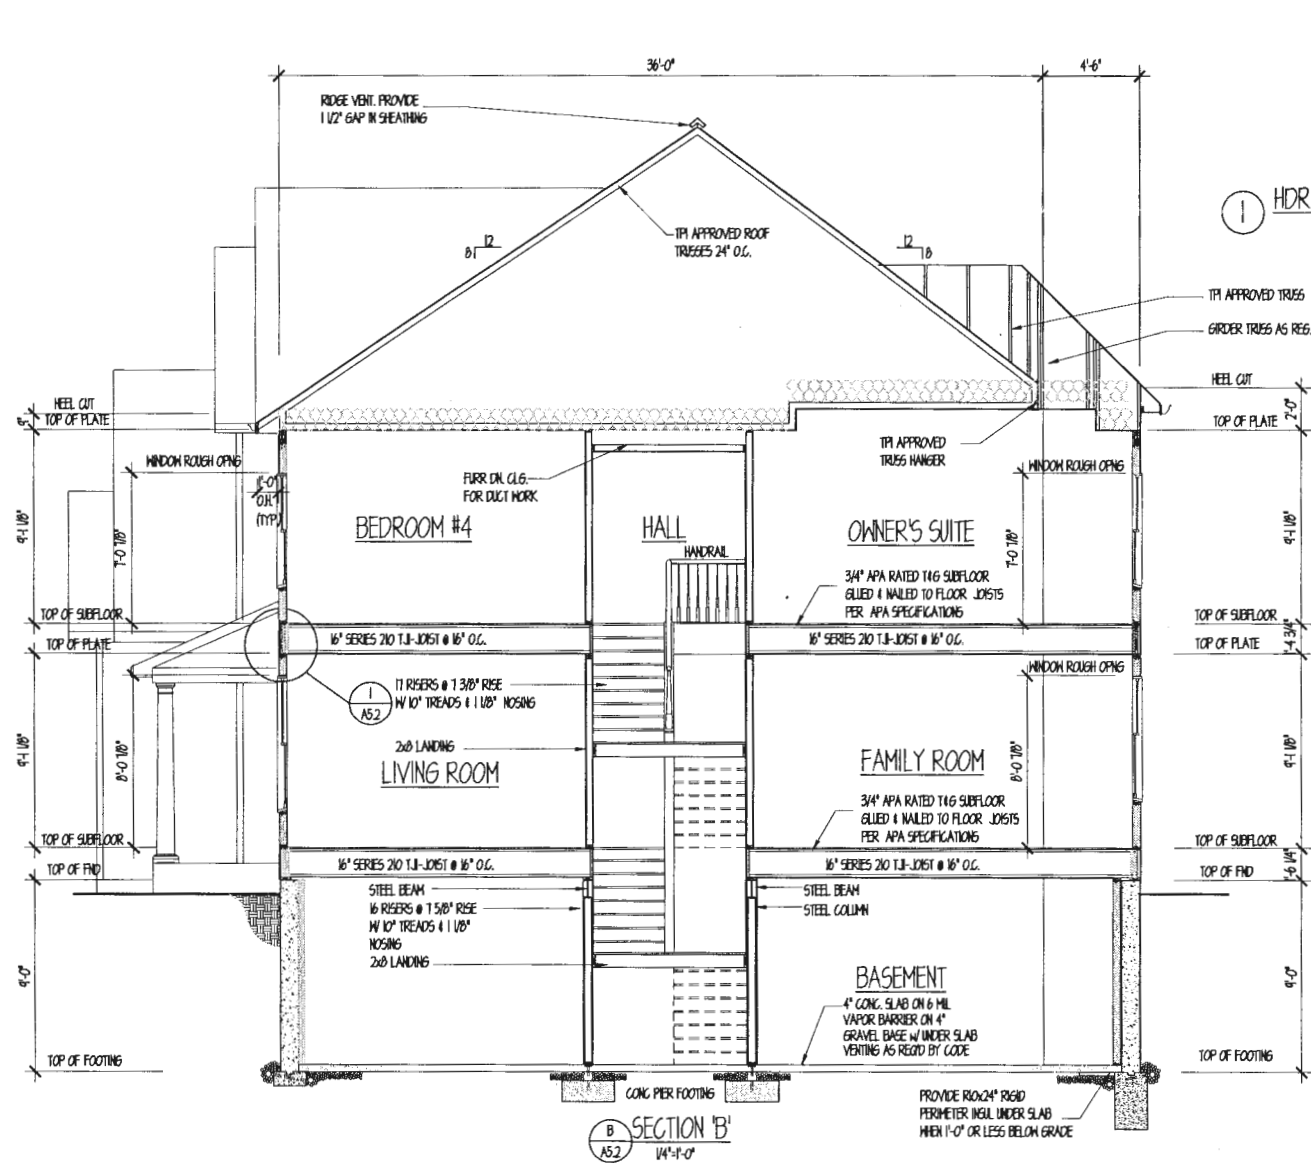 36'-0"
4'-6"
RIDGE VENT. PROVIDE
1 1/2" GAP IN SHEATHING
1
HDR
TPI APPROVED ROOF
TRUSSES 24" O.C.
12
8
12
8
TPI APPROVED TRUSS
GIRDER TRUSS AS REQ.
HEEL CUT
TOP OF PLATE
HEEL CUT
TOP OF PLATE
2'-0"
WINDOW ROUGH OPNG
1'-0"
O.H.
(TYP.)
FURR DN. CLG.
FOR DUCT WORK
TPI APPROVED
TRUSS HANGER
WINDOW ROUGH OPNG
BEDROOM #4
HALL
OWNER'S SUITE
9'-1 1/8"
7'-0 7/8"
7'-0 7/8"
9'-1 1/8"
HANDRAIL
3/4" APA RATED T&G SUBFLOOR
GLUED & NAILED TO FLOOR JOISTS
PER APA SPECIFICATIONS
TOP OF SUBFLOOR
TOP OF SUBFLOOR
16" SERIES 210 TJI-JOIST @ 16" O.C.
16" SERIES 210 TJI-JOIST @ 16" O.C.
TOP OF PLATE
TOP OF PLATE
1'-4 3/4"
WINDOW ROUGH OPNG
1
A5.2
17 RISERS @ 7 3/8" RISE
W/ 10" TREADS & 1 1/8" NOSING
2x8 LANDING
LIVING ROOM
FAMILY ROOM
9'-1 1/8"
8'-0 7/8"
8'-0 7/8"
9'-1 1/8"
3/4" APA RATED T&G SUBFLOOR
GLUED & NAILED TO FLOOR JOISTS
PER APA SPECIFICATIONS
TOP OF SUBFLOOR
TOP OF SUBFLOOR
16" SERIES 210 TJI-JOIST @ 16" O.C.
16" SERIES 210 TJI-JOIST @ 16" O.C.
TOP OF FND
TOP OF FND
1'-6 1/4"
STEEL BEAM
16 RISERS @ 7 5/8" RISE
W/ 10" TREADS & 1 1/8"
NOSING
2x8 LANDING
STEEL BEAM
STEEL COLUMN
9'-0"
9'-0"
BASEMENT
4" CONC. SLAB ON 6 MIL
VAPOR BARRIER ON 4"
GRAVEL BASE W/ UNDER SLAB
VENTING AS REQ'D BY CODE
TOP OF FOOTING
TOP OF FOOTING
CONC PIER FOOTING
PROVIDE R10x24" RIGID
PERIMETER INSUL UNDER SLAB
WHEN 1'-0" OR LESS BELOW GRADE
B
A5.2
SECTION 'B'
1/4"=1'-0"